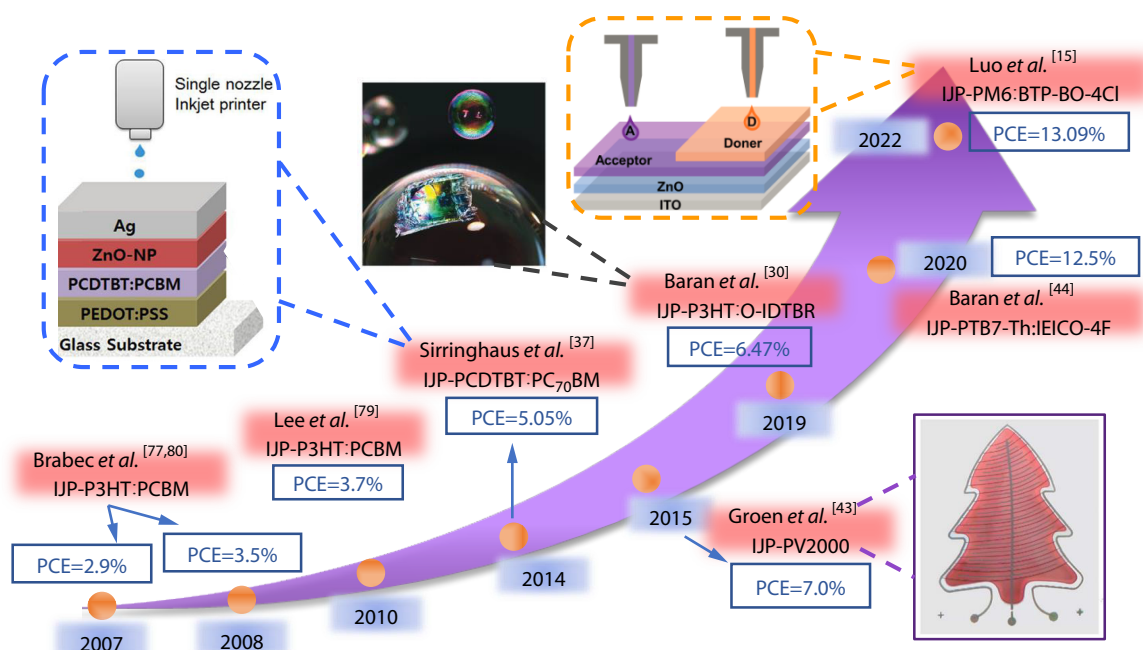 Single nozzle
Inkjet printer
Ag
ZnO-NP
PCDTBT:PCBM
PEDOT:PSS
Glass Substrate
A
D
Acceptor
Doner
ZnO
ITO
Luo et al. [15]
IJP-PM6:BTP-BO-4Cl
PCE=13.09%
2022
2020
PCE=12.5%
Baran et al. [44]
IJP-PTB7-Th:IEICO-4F
Baran et al. [30]
IJP-P3HT:O-IDTBR
PCE=6.47%
2019
Sirringhaus et al. [37]
IJP-PCDTBT:PC₇₀BM
PCE=5.05%
2014
Lee et al. [79]
IJP-P3HT:PCBM
PCE=3.7%
2010
Brabec et al. [77,80]
IJP-P3HT:PCBM
PCE=2.9%
PCE=3.5%
2007
2008
2015
Groen et al. [43]
IJP-PV2000
PCE=7.0%